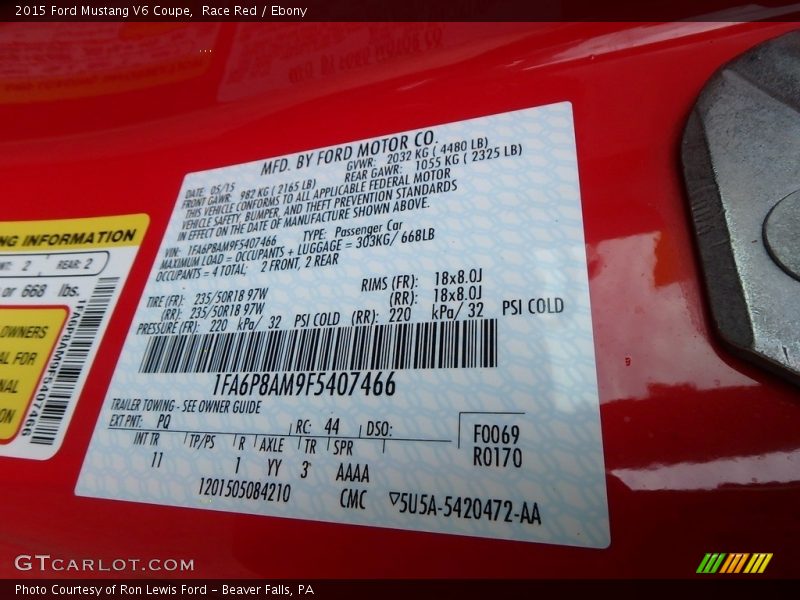 2015 Ford Mustang V6 Coupe,  Race Red / Ebony
MFD. BY FORD MOTOR CO.
DATE: 05/15
GVWR: 2032 KG ( 4480 LB)
FRONT GAWR: 982 KG ( 2165 LB)
REAR GAWR: 1055 KG ( 2325 LB)
THIS VEHICLE CONFORMS TO ALL APPLICABLE FEDERAL MOTOR
VEHICLE SAFETY, BUMPER, AND THEFT PREVENTION STANDARDS
IN EFFECT ON THE DATE OF MANUFACTURE SHOWN ABOVE.
VIN: 1FA6P8AM9F5407466
TYPE: Passenger Car
MAXIMUM LOAD = OCCUPANTS + LUGGAGE = 303KG/ 668LB
OCCUPANTS = 4 TOTAL; 2 FRONT, 2 REAR
TIRE (FR): 235/50R18 97W
RIMS (FR): 18x8.0J
(RR): 235/50R18 97W
(RR): 18x8.0J
PRESSURE (FR): 220 kPa/ 32 PSI COLD (RR): 220 kPa/ 32 PSI COLD
1FA6P8AM9F5407466
TRAILER TOWING - SEE OWNER GUIDE
EXT PNT: PQ RC: 44 DSO:
F0069
R0170
INT TR TP/PS R AXLE TR SPR
11 1 YY 3 AAAA
1201505084210 CMC ▽5U5A-5420472-AA
NG INFORMATION
2 REAR: 2
or 668 lbs.
OWNERS
AL FOR
NAL
ON
1FA6P8AM9F5407466
GTCARLOT.COM
Photo Courtesy of Ron Lewis Ford - Beaver Falls, PA